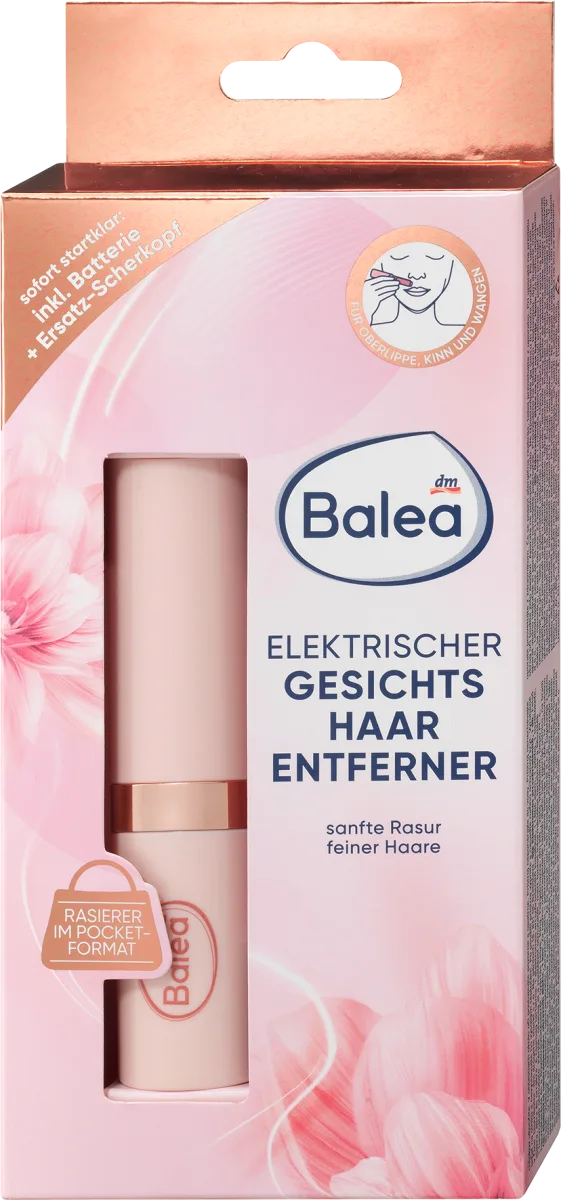 sofort startklar:
inkl. Batterie
+ Ersatz-Scherkopf
FÜR OBERLIPPE, KINN UND WANGEN
dm
Balea
ELEKTRISCHER
GESICHTS
HAAR
ENTFERNER
sanfte Rasur
feiner Haare
RASIERER
IM POCKET-
FORMAT
Balea